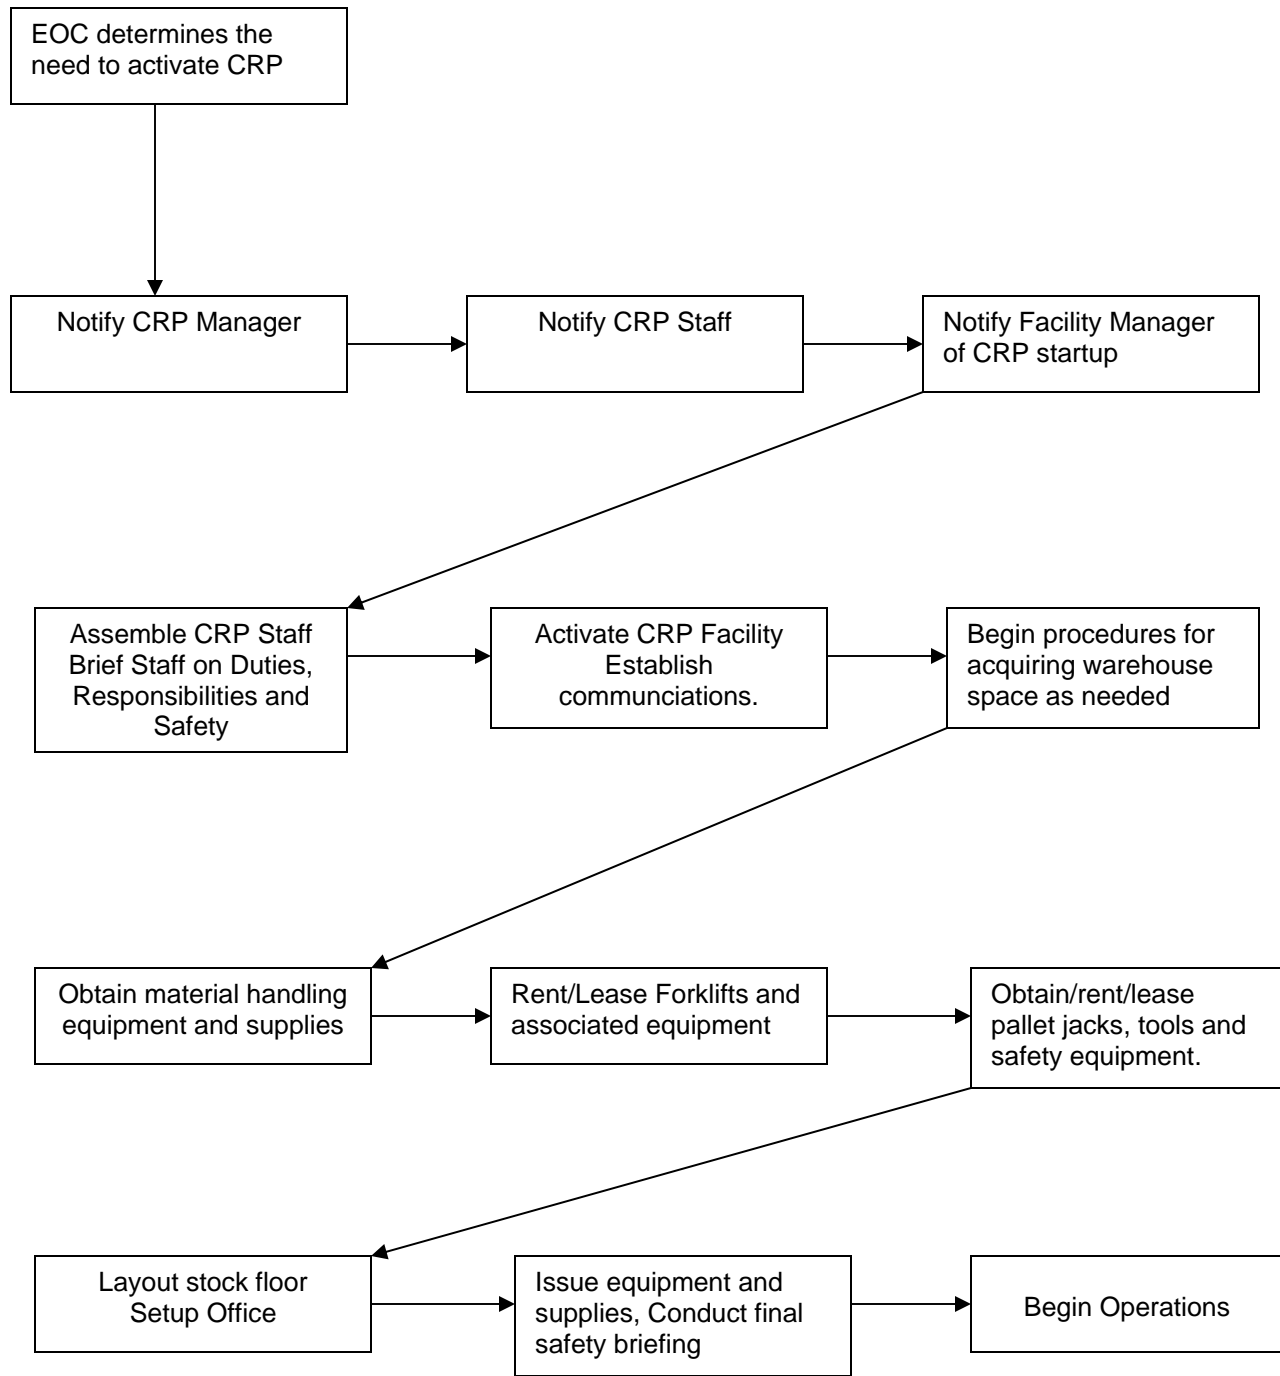 EOC determines the
need to activate CRP
Notify CRP Manager
Notify CRP Staff
Notify Facility Manager
of CRP startup
Assemble CRP Staff
Brief Staff on Duties,
Responsibilities and
Safety
Activate CRP Facility
Establish
communciations.
Begin procedures for
acquiring warehouse
space as needed
Obtain material handling
equipment and supplies
Rent/Lease Forklifts and
associated equipment
Obtain/rent/lease
pallet jacks, tools and
safety equipment.
Layout stock floor
Setup Office
Issue equipment and
supplies, Conduct final
safety briefing
Begin Operations